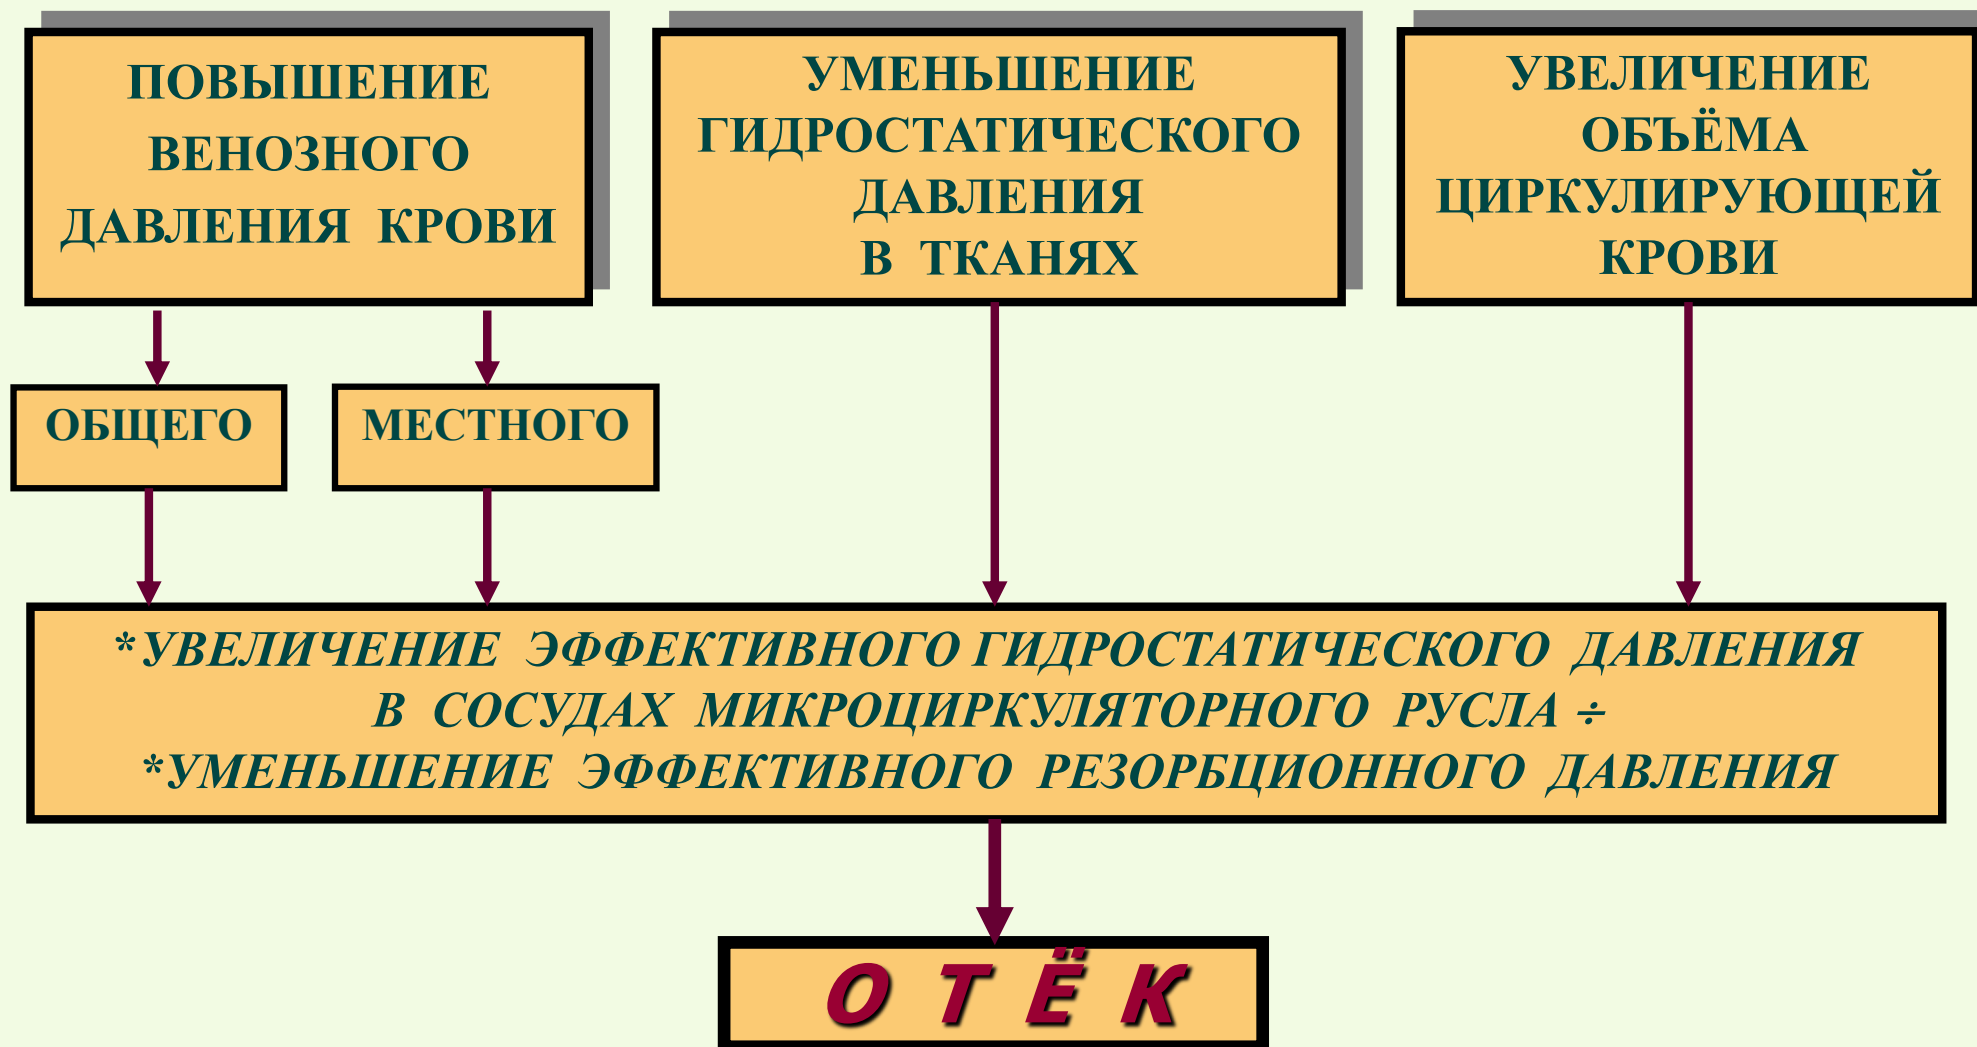 ПОВЫШЕНИЕ
ВЕНОЗНОГО
ДАВЛЕНИЯ КРОВИ
УМЕНЬШЕНИЕ
ГИДРОСТАТИЧЕСКОГО
ДАВЛЕНИЯ
В ТКАНЯХ
УВЕЛИЧЕНИЕ
ОБЪЁМА
ЦИРКУЛИРУЮЩЕЙ
КРОВИ
ОБЩЕГО
МЕСТНОГО
*УВЕЛИЧЕНИЕ ЭФФЕКТИВНОГО ГИДРОСТАТИЧЕСКОГО ДАВЛЕНИЯ
В СОСУДАХ МИКРОЦИРКУЛЯТОРНОГО РУСЛА ÷
*УМЕНЬШЕНИЕ ЭФФЕКТИВНОГО РЕЗОРБЦИОННОГО ДАВЛЕНИЯ
О Т Ё К